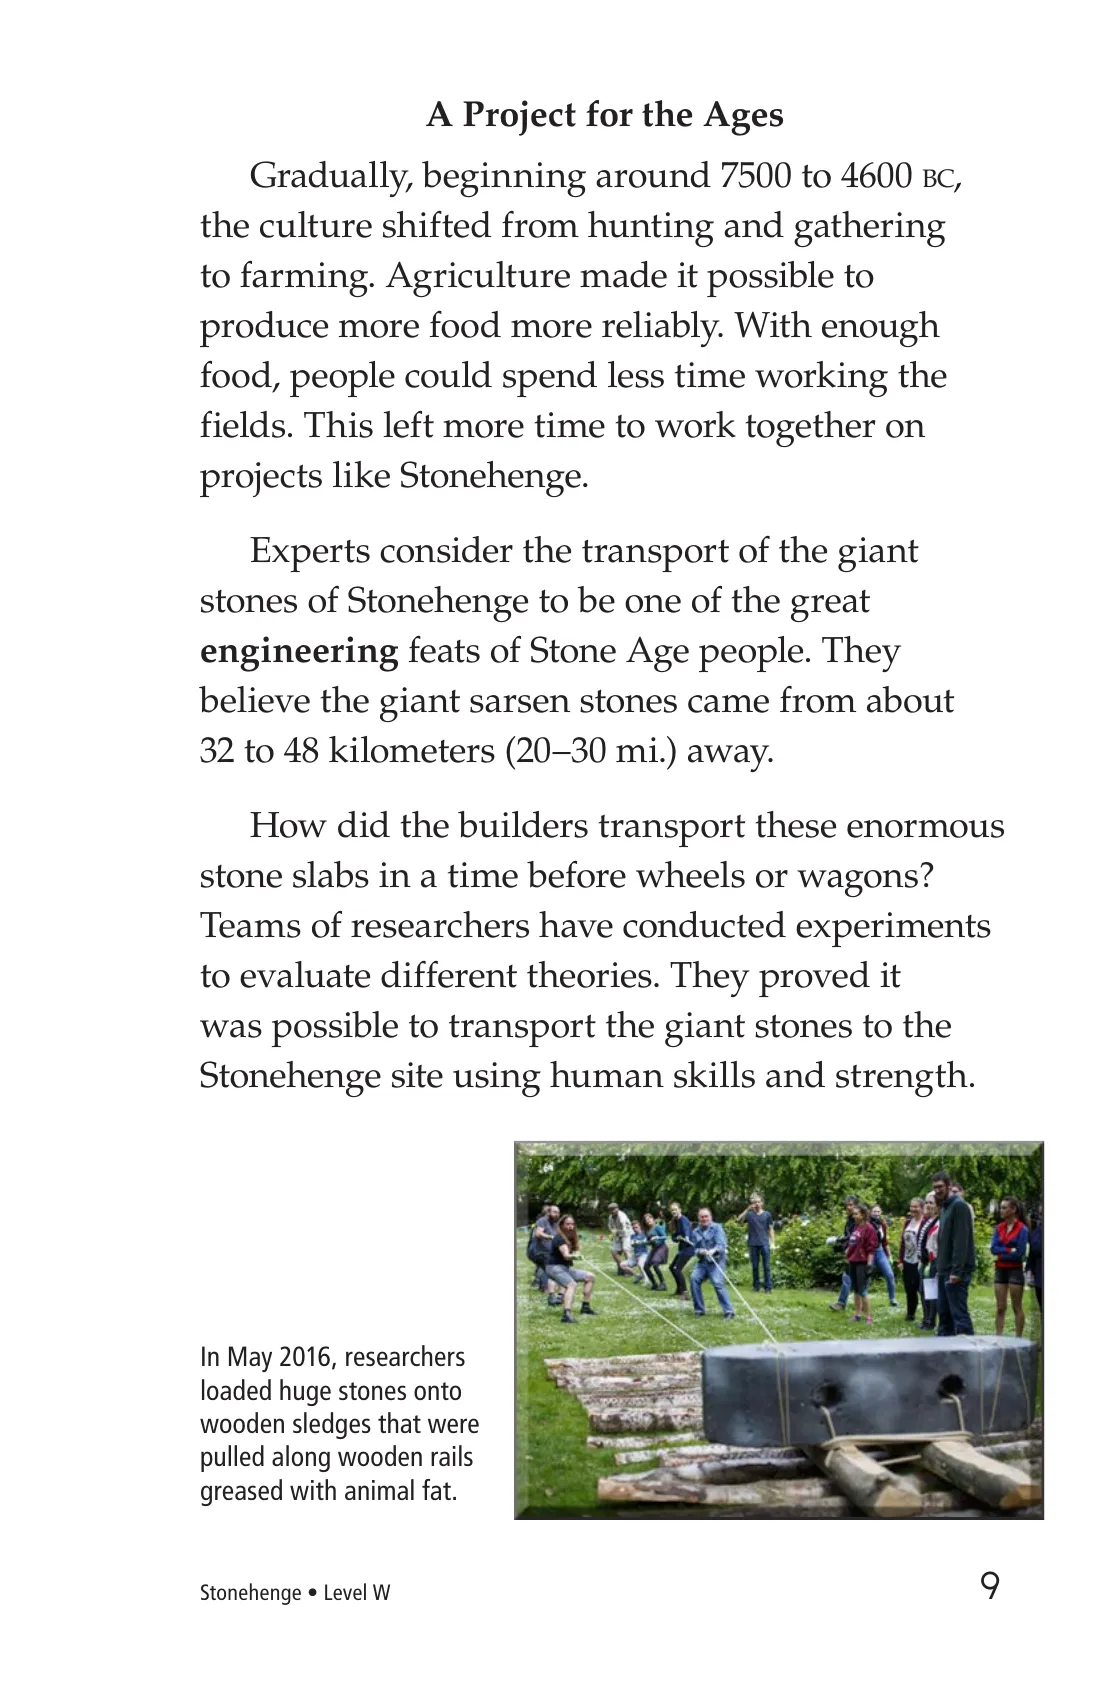 A Project for the Ages
Gradually, beginning around 7500 to 4600 BC,
the culture shifted from hunting and gathering
to farming. Agriculture made it possible to
produce more food more reliably. With enough
food, people could spend less time working the
fields. This left more time to work together on
projects like Stonehenge.
Experts consider the transport of the giant
stones of Stonehenge to be one of the great
engineering feats of Stone Age people. They
believe the giant sarsen stones came from about
32 to 48 kilometers (20–30 mi.) away.
How did the builders transport these enormous
stone slabs in a time before wheels or wagons?
Teams of researchers have conducted experiments
to evaluate different theories. They proved it
was possible to transport the giant stones to the
Stonehenge site using human skills and strength.
In May 2016, researchers
loaded huge stones onto
wooden sledges that were
pulled along wooden rails
greased with animal fat.
Stonehenge • Level W
9